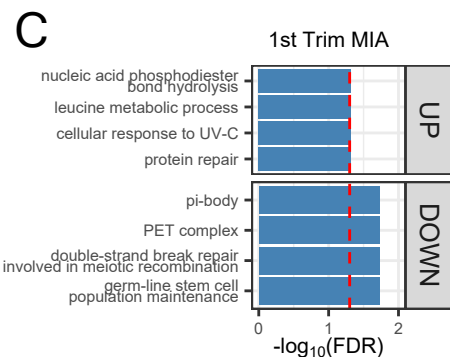 C
1st Trim MIA
nucleic acid phosphodiester
bond hydrolysis
leucine metabolic process
cellular response to UV-C
protein repair
UP
pi-body
PET complex
double-strand break repair
involved in meiotic recombination
germ-line stem cell
population maintenance
DOWN
0 1 2
-log₁₀(FDR)